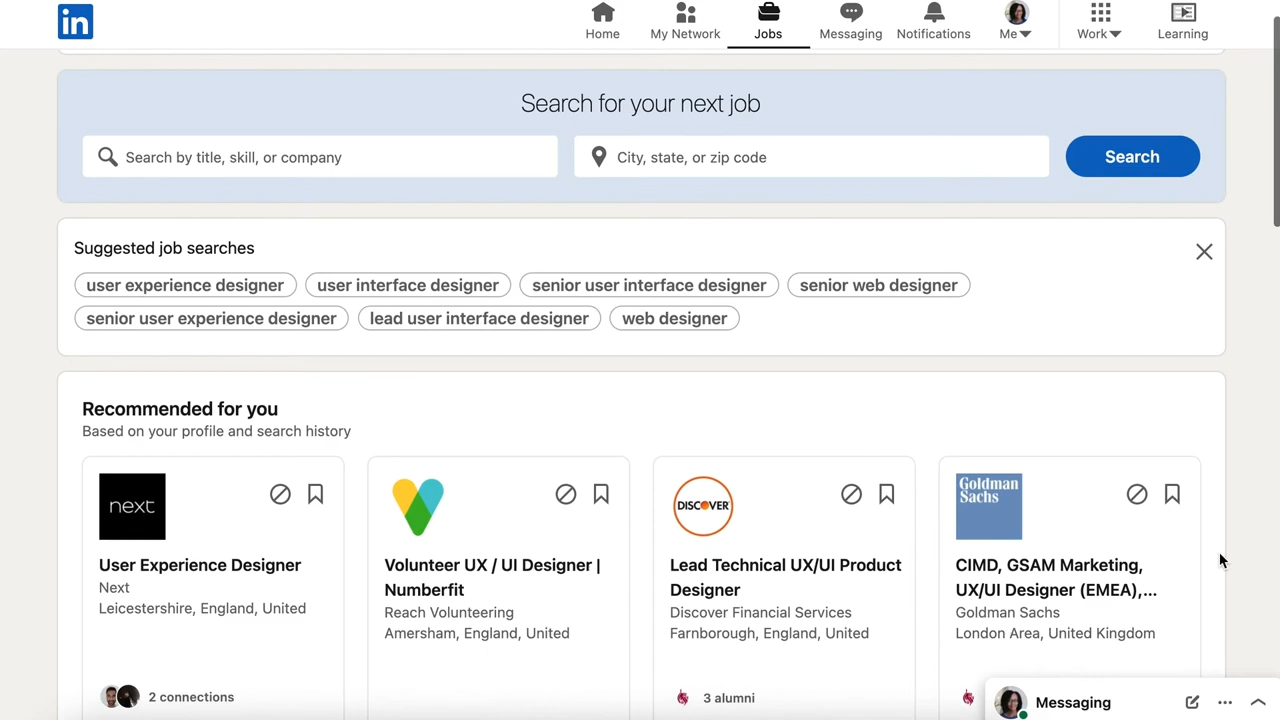 in
Home
My Network
Jobs
Messaging
Notifications
Me
Work
Learning
Search for your next job
Search by title, skill, or company
City, state, or zip code
Search
Suggested job searches
user experience designer
user interface designer
senior user interface designer
senior web designer
senior user experience designer
lead user interface designer
web designer
Recommended for you
Based on your profile and search history
next
User Experience Designer
Next
Leicestershire, England, United
2 connections
Volunteer UX / UI Designer |
Numberfit
Reach Volunteering
Amersham, England, United
DISCOVER
Lead Technical UX/UI Product
Designer
Discover Financial Services
Farnborough, England, United
3 alumni
Goldman
Sachs
CIMD, GSAM Marketing,
UX/UI Designer (EMEA),...
Goldman Sachs
London Area, United Kingdom
Messaging